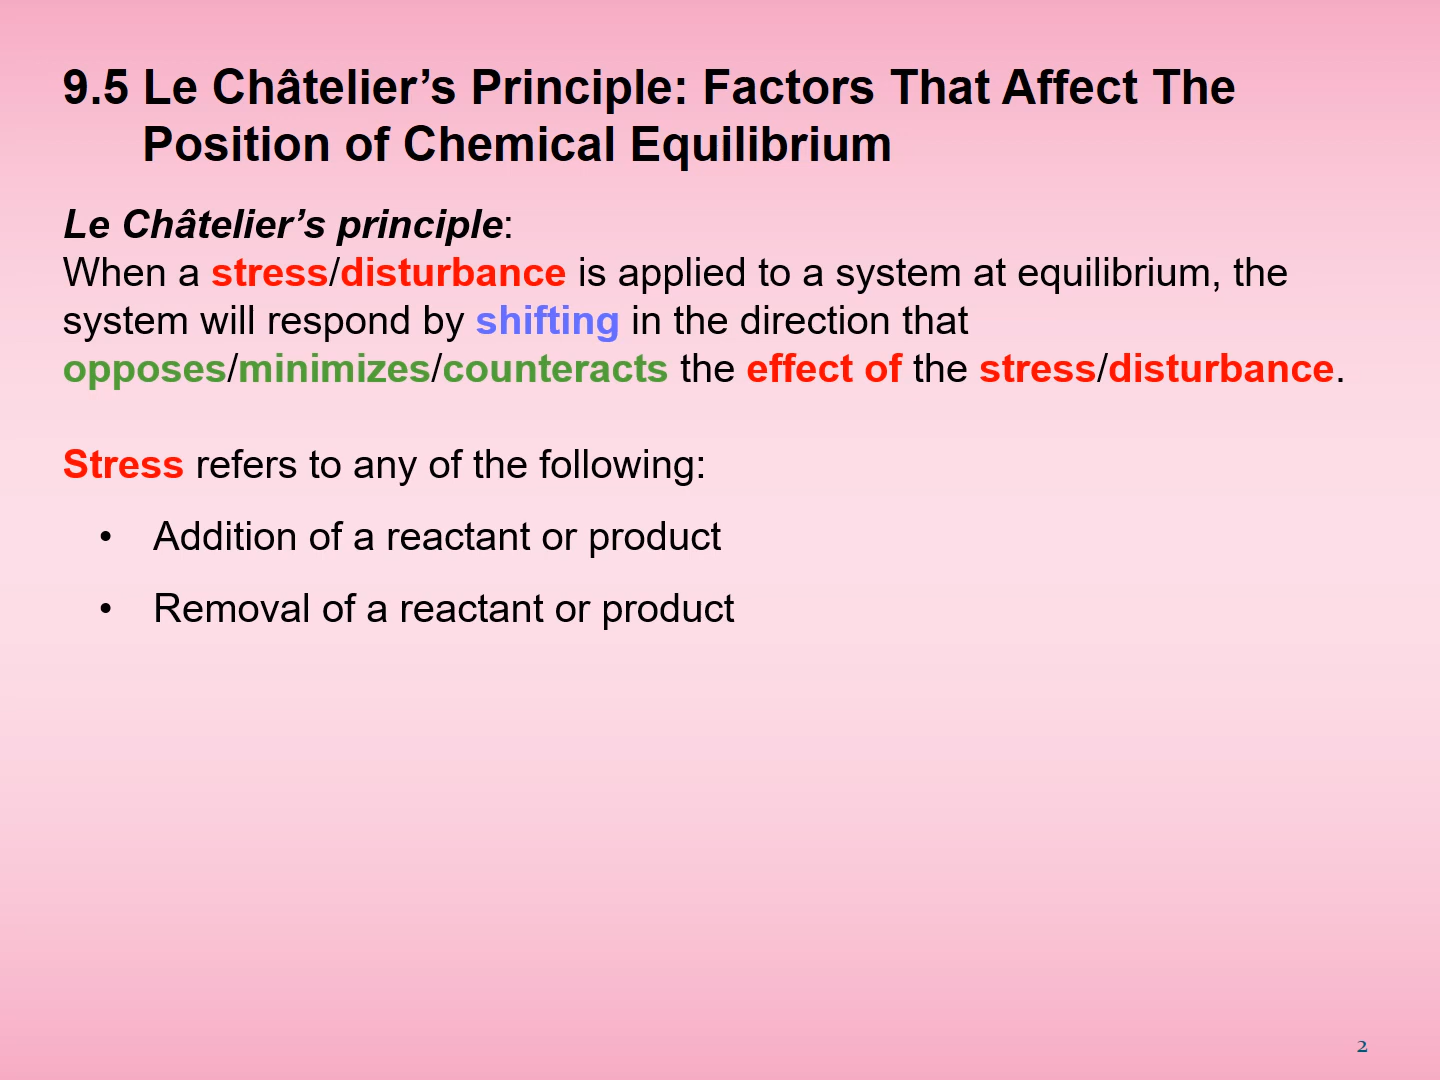 9.5 Le Châtelier’s Principle: Factors That Affect The
Position of Chemical Equilibrium
Le Châtelier’s principle:
When a stress/disturbance is applied to a system at equilibrium, the
system will respond by shifting in the direction that
opposes/minimizes/counteracts the effect of the stress/disturbance.
Stress refers to any of the following:
• Addition of a reactant or product
• Removal of a reactant or product
2